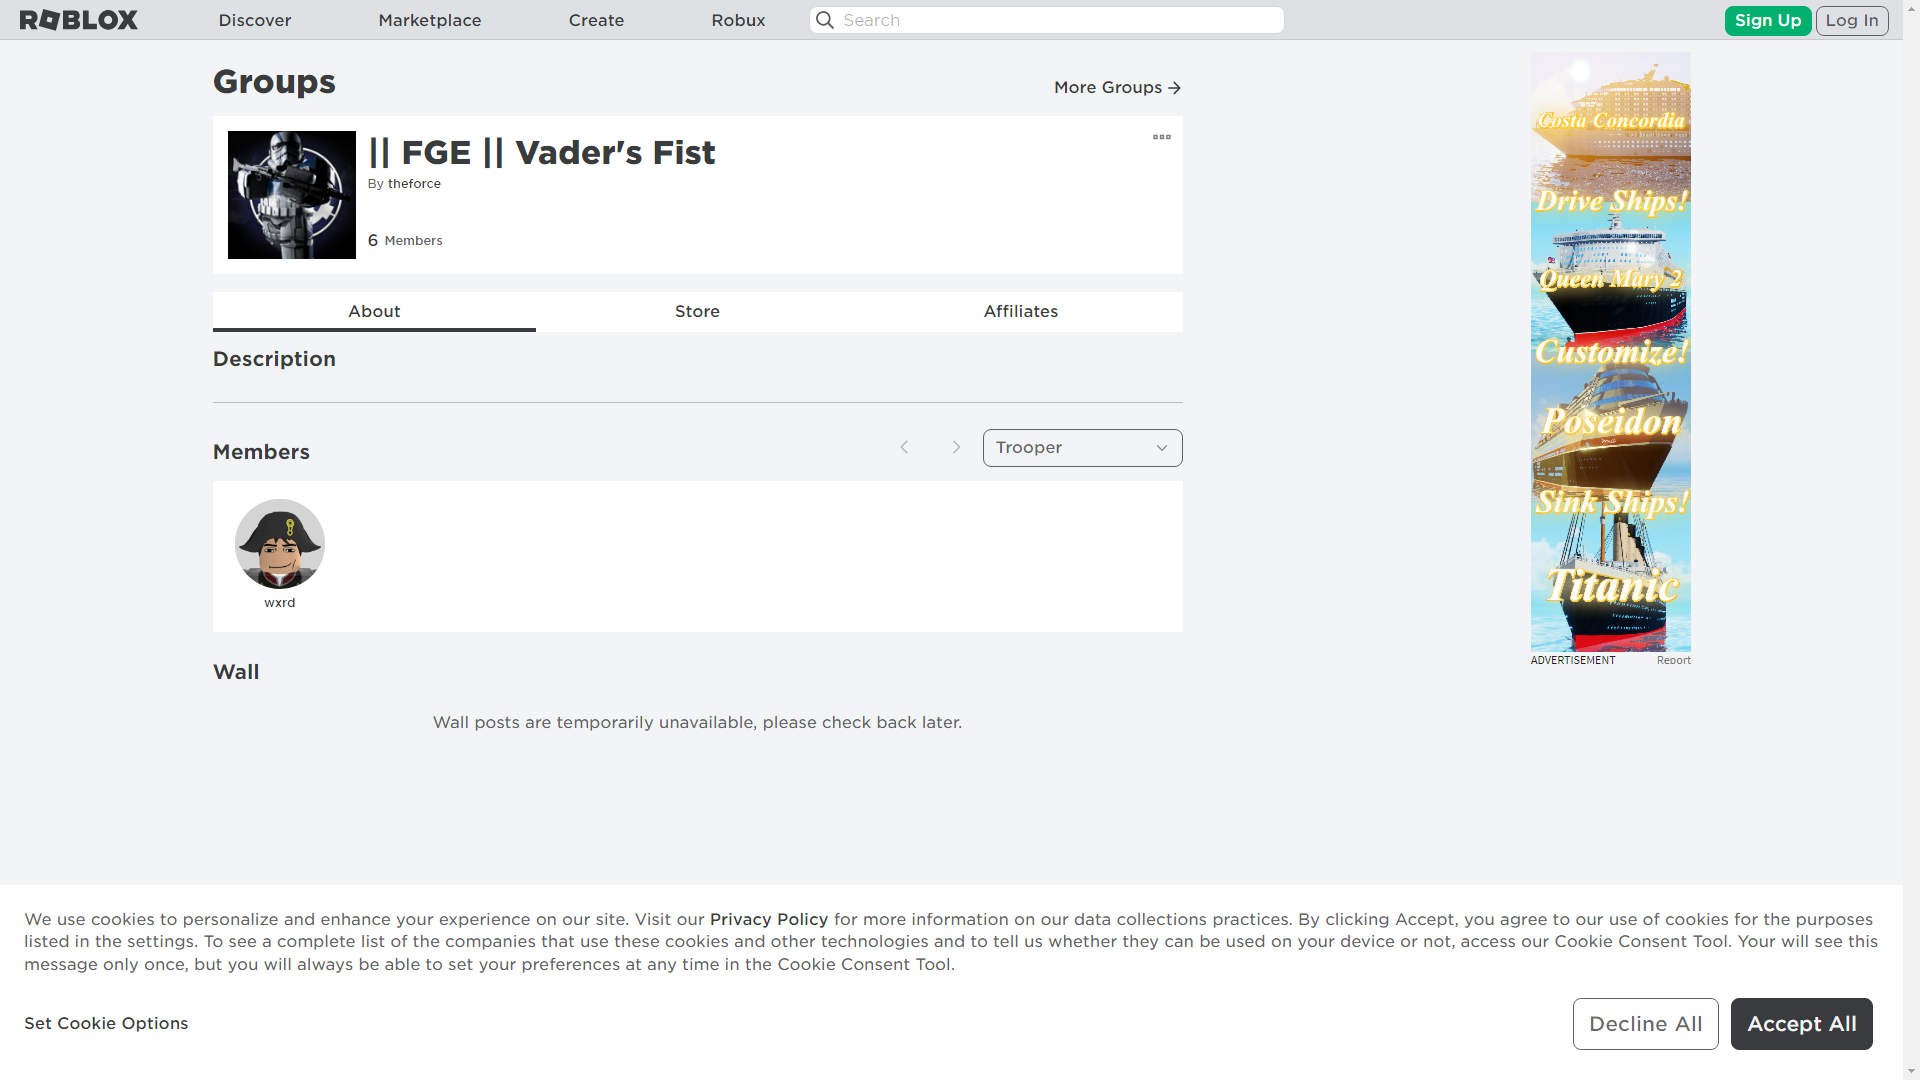 ROBLOX
Discover
Marketplace
Create
Robux
Search
Sign Up
Log In
Groups
More Groups
|| FGE || Vader's Fist
By theforce
6 Members
About
Store
Affiliates
Description
Members
Trooper
wxrd
Wall
Wall posts are temporarily unavailable, please check back later.
Costa Concordia
Drive Ships!
Queen Mary 2
Customize!
Poseidon
Sink Ships!
Titanic
ADVERTISEMENT
Report
We use cookies to personalize and enhance your experience on our site. Visit our Privacy Policy for more information on our data collections practices. By clicking Accept, you agree to our use of cookies for the purposes
listed in the settings. To see a complete list of the companies that use these cookies and other technologies and to tell us whether they can be used on your device or not, access our Cookie Consent Tool. Your will see this
message only once, but you will always be able to set your preferences at any time in the Cookie Consent Tool.
Set Cookie Options
Decline All
Accept All